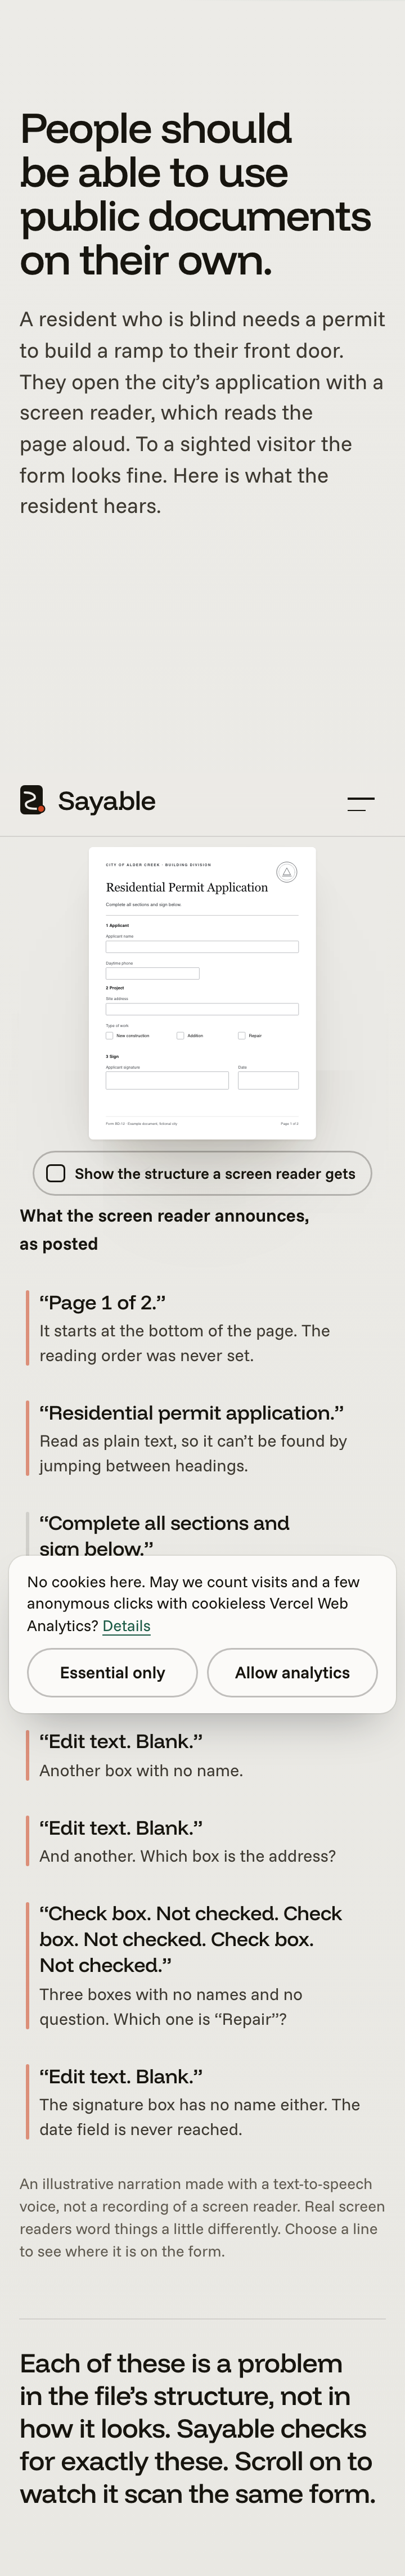 People should
be able to use
public documents
on their own.
A resident who is blind needs a permit
to build a ramp to their front door.
They open the city’s application with a
screen reader, which reads the
page aloud. To a sighted visitor the
form looks fine. Here is what the
resident hears.
Sayable
CITY OF ALDER CREEK · BUILDING DIVISION
Residential Permit Application
Complete all sections and sign below.
1 Applicant
Applicant name
Daytime phone
2 Project
Site address
Type of work
New construction
Addition
Repair
3 Sign
Applicant signature
Date
Page 1 of 2
Show the structure a screen reader gets
What the screen reader announces,
as posted
“Page 1 of 2.”
It starts at the bottom of the page. The
reading order was never set.
“Residential permit application.”
Read as plain text, so it can’t be found by
jumping between headings.
“Complete all sections and
sign below.”
No cookies here. May we count visits and a few
anonymous clicks with cookieless Vercel Web
Analytics? Details
Essential only
Allow analytics
“Edit text. Blank.”
Another box with no name.
“Edit text. Blank.”
And another. Which box is the address?
“Check box. Not checked. Check
box. Not checked. Check box.
Not checked.”
Three boxes with no names and no
question. Which one is “Repair”?
“Edit text. Blank.”
The signature box has no name either. The
date field is never reached.
An illustrative narration made with a text-to-speech
voice, not a recording of a screen reader. Real screen
readers word things a little differently. Choose a line
to see where it is on the form.
Each of these is a problem
in the file’s structure, not in
how it looks. Sayable checks
for exactly these. Scroll on to
watch it scan the same form.